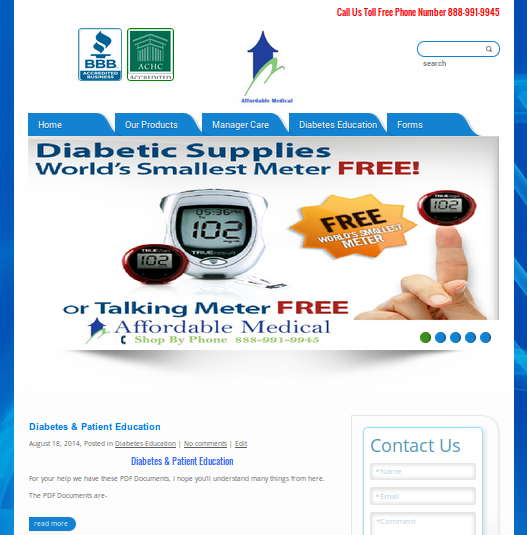 Call Us Toll Free Phone Number 888-991-9945
BBB
ACCREDITED
BUSINESS
ACHC
ACCREDITED
Affordable Medical
search
Home
Our Products
Manager Care
Diabetes Education
Forms
Diabetic Supplies
World's Smallest Meter FREE!
05:36PM
102
TRUEresult
102
FREE
WORLD'S SMALLEST
METER
102
or Talking Meter FREE
Affordable Medical
Shop By Phone 888-991-9945
Diabetes & Patient Education
August 18, 2014, Posted in Diabetes Education | No comments | Edit
Diabetes & Patient Education
For your help we have these PDF Documents. I hope you'll understand many things from here.
The PDF Documents are-
read more
Contact Us
*Name
*Email
*Comment